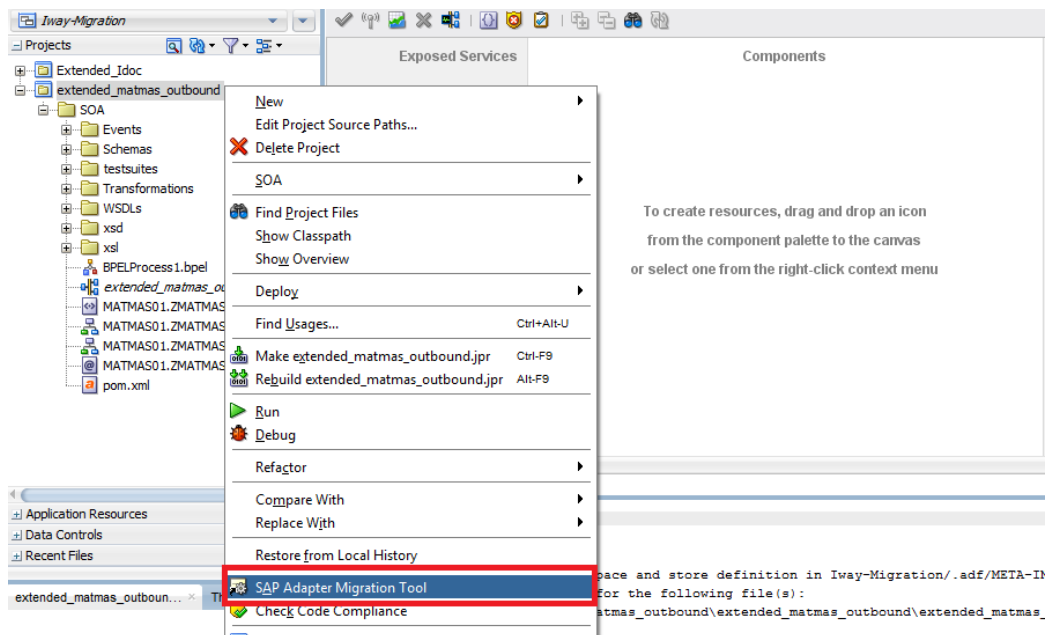 Iway-Migration
Projects
Exposed Services
Components
Extended_Idoc
extended_matmas_outbound
SOA
Events
Schemas
testsuites
Transformations
WSDLs
xsd
xsl
BPELProcess1.bpel
extended_matmas_ou
MATMAS01.ZMATMAS
MATMAS01.ZMATMAS
MATMAS01.ZMATMAS
MATMAS01.ZMATMAS
pom.xml
New
Edit Project Source Paths...
Delete Project
SOA
Find Project Files
Show Classpath
Show Overview
Deploy
Find Usages... Ctrl+Alt-U
Make extended_matmas_outbound.jpr Ctrl-F9
Rebuild extended_matmas_outbound.jpr Alt-F9
Run
Debug
Refactor
Compare With
Replace With
Restore from Local History
SAP Adapter Migration Tool
Check Code Compliance
To create resources, drag and drop an icon
from the component palette to the canvas
or select one from the right-click context menu
Application Resources
Data Controls
Recent Files
extended_matmas_outboun... Th
pace and store definition in Iway-Migration/.adf/META-IN
for the following file(s):
atmas_outbound\extended_matmas_outbound\extended_matmas_